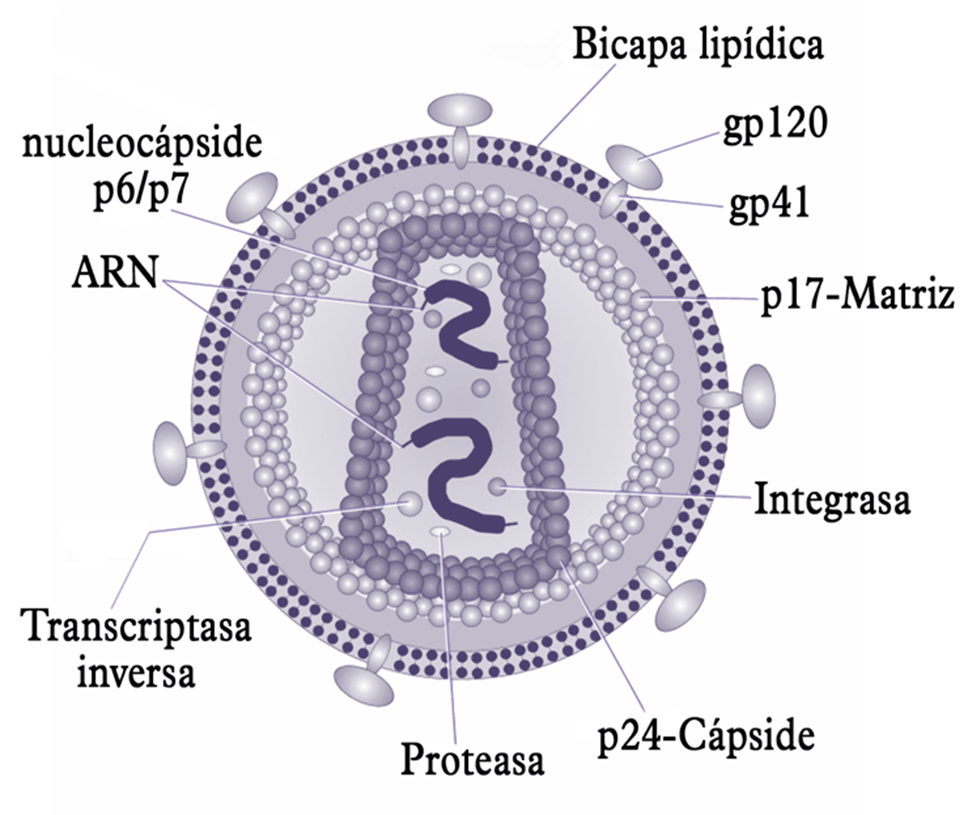 Bicapa lipídica
gp120
nucleocápside
p6/p7
gp41
ARN
p17-Matriz
Integrasa
Transcriptasa
inversa
p24-Cápside
Proteasa